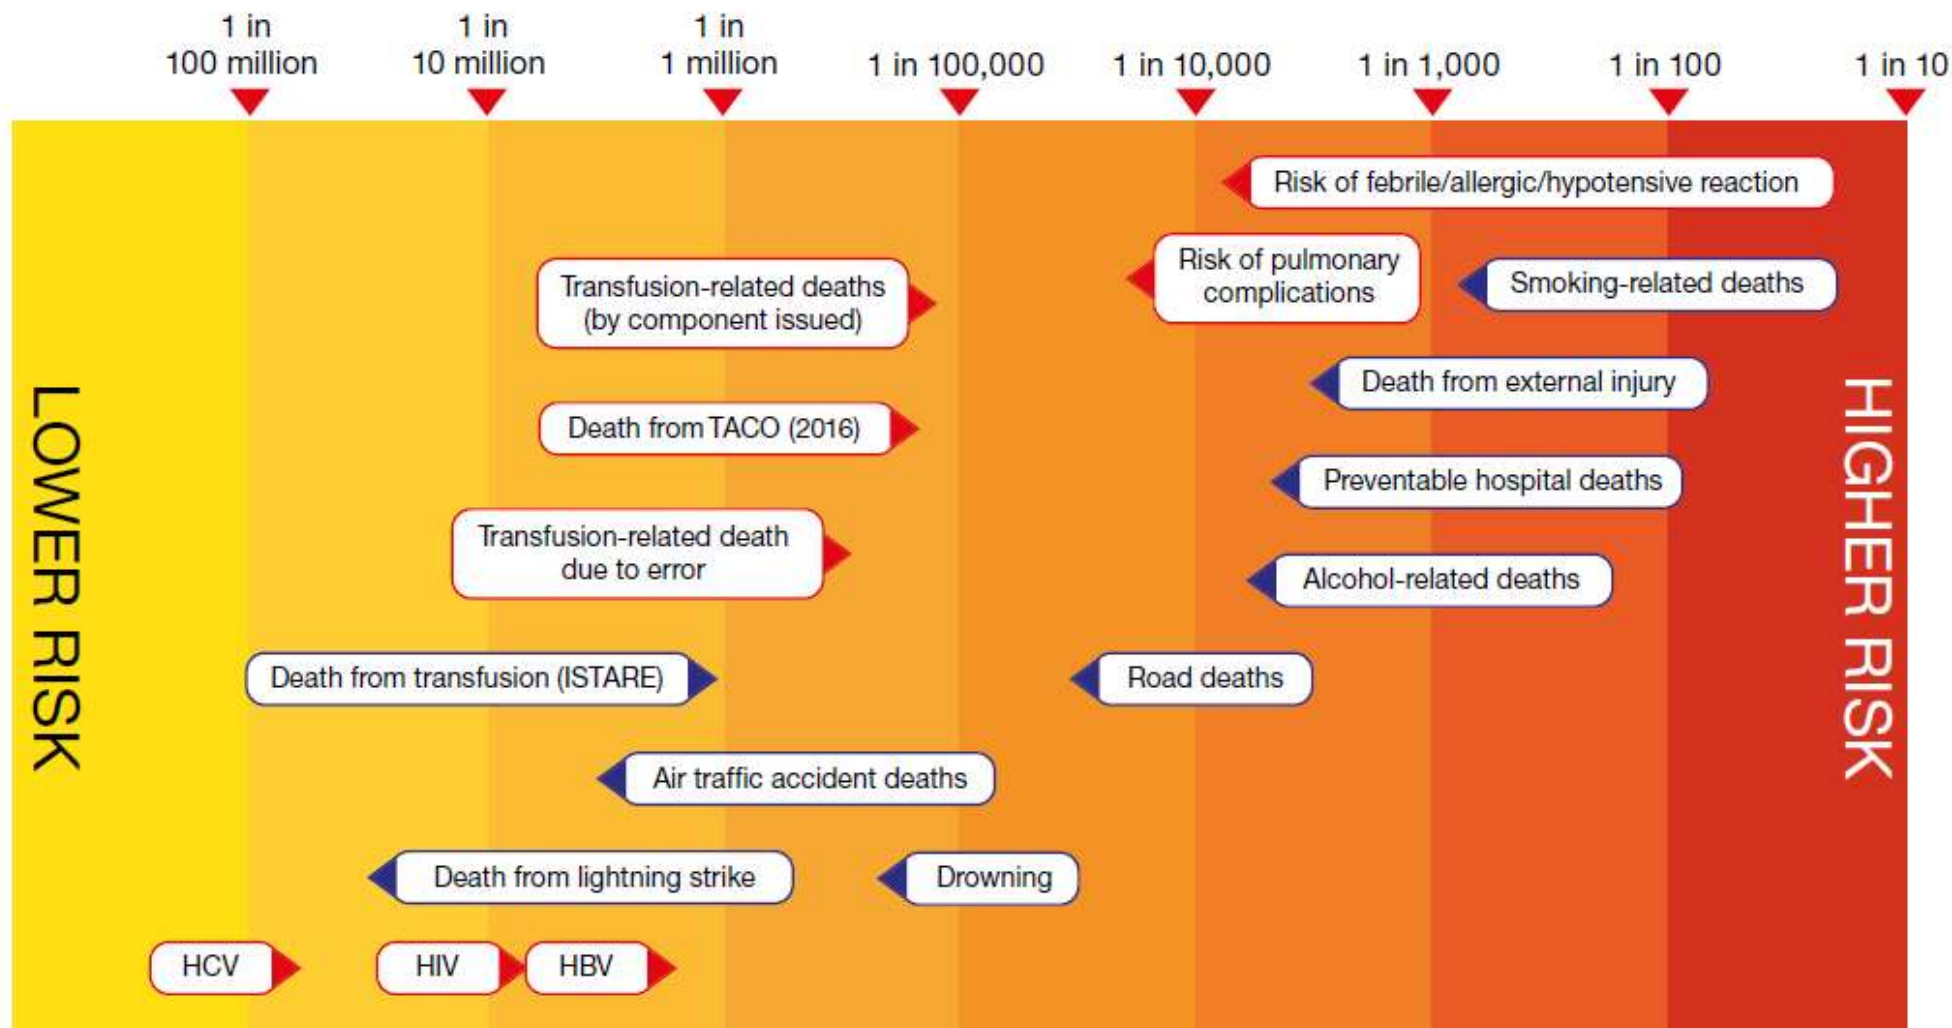 1 in
100 million
1 in
10 million
1 in
1 million
1 in 100,000
1 in 10,000
1 in 1,000
1 in 100
1 in 10
LOWER RISK
HIGHER RISK
Risk of febrile/allergic/hypotensive reaction
Transfusion-related deaths
(by component issued)
Risk of pulmonary
complications
Smoking-related deaths
Death from external injury
Death from TACO (2016)
Preventable hospital deaths
Transfusion-related death
due to error
Alcohol-related deaths
Death from transfusion (ISTARE)
Road deaths
Air traffic accident deaths
Death from lightning strike
Drowning
HCV
HIV
HBV